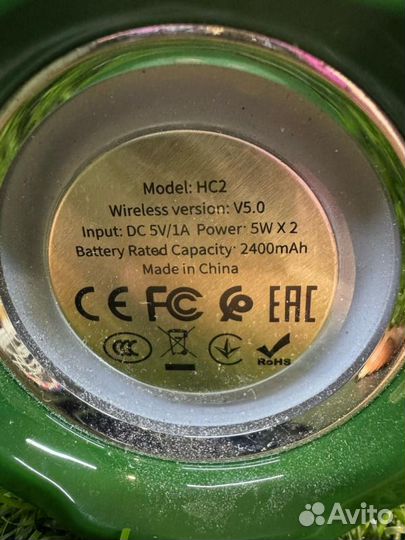 Model: HC2
Wireless version: V5.0
Input: DC 5V/1A Power: 5W X 2
Battery Rated Capacity: 2400mAh
Made in China
CE FC EAC
CCC RoHS
Avito